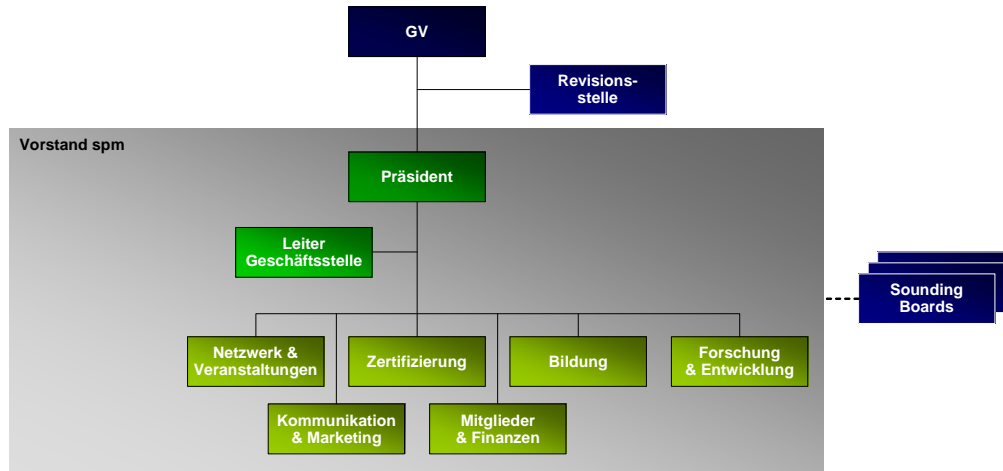 GV
Revisions-
stelle
Vorstand spm
Präsident
Leiter
Geschäftsstelle
Sounding
Boards
Netzwerk &
Veranstaltungen
Zertifizierung
Bildung
Forschung
& Entwicklung
Kommunikation
& Marketing
Mitglieder
& Finanzen